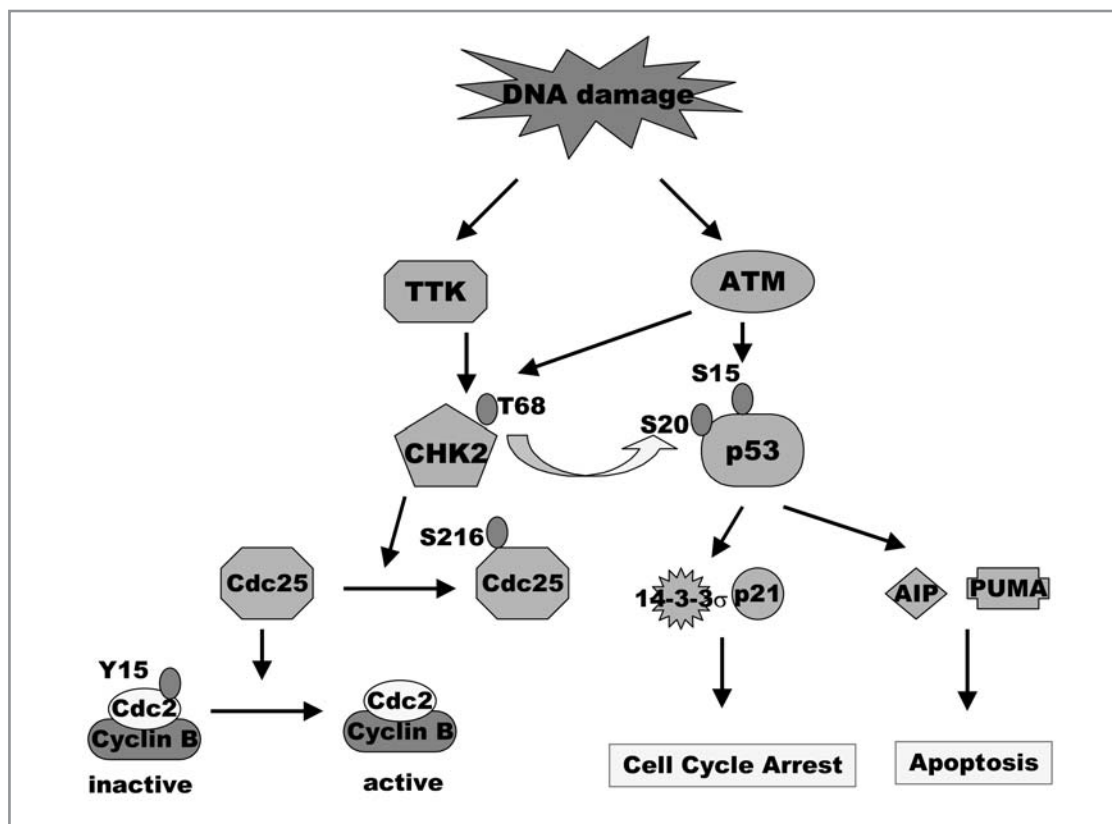 DNA damage
TTK
ATM
S15
T68
S20
CHK2
p53
S216
Cdc25
Cdc25
14-3-3σ
p21
AIP
PUMA
Y15
Cdc2
Cdc2
Cyclin B
Cyclin B
inactive
active
Cell Cycle Arrest
Apoptosis